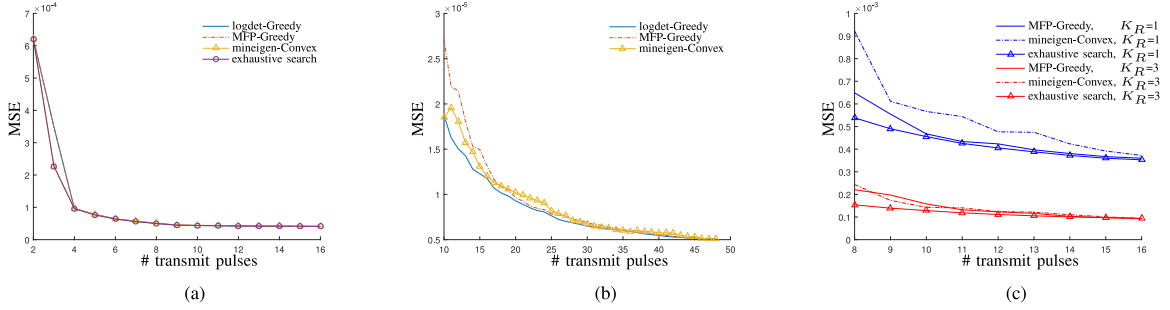 ×10⁻⁴
7
6
5
4
3
2
1
0
MSE
2 4 6 8 10 12 14 16
# transmit pulses
logdet-Greedy
MFP-Greedy
mineigen-Convex
exhaustive search
(a)
×10⁻⁵
3
2.5
2
1.5
1
0.5
MSE
10 15 20 25 30 35 40 45 50
# transmit pulses
logdet-Greedy
MFP-Greedy
mineigen-Convex
(b)
×10⁻³
1
0.9
0.8
0.7
0.6
0.5
0.4
0.3
0.2
0.1
0
MSE
8 9 10 11 12 13 14 15 16
# transmit pulses
MFP-Greedy, K_R=1
mineigen-Convex, K_R=1
exhaustive search, K_R=1
MFP-Greedy, K_R=3
mineigen-Convex, K_R=3
exhaustive search, K_R=3
(c)